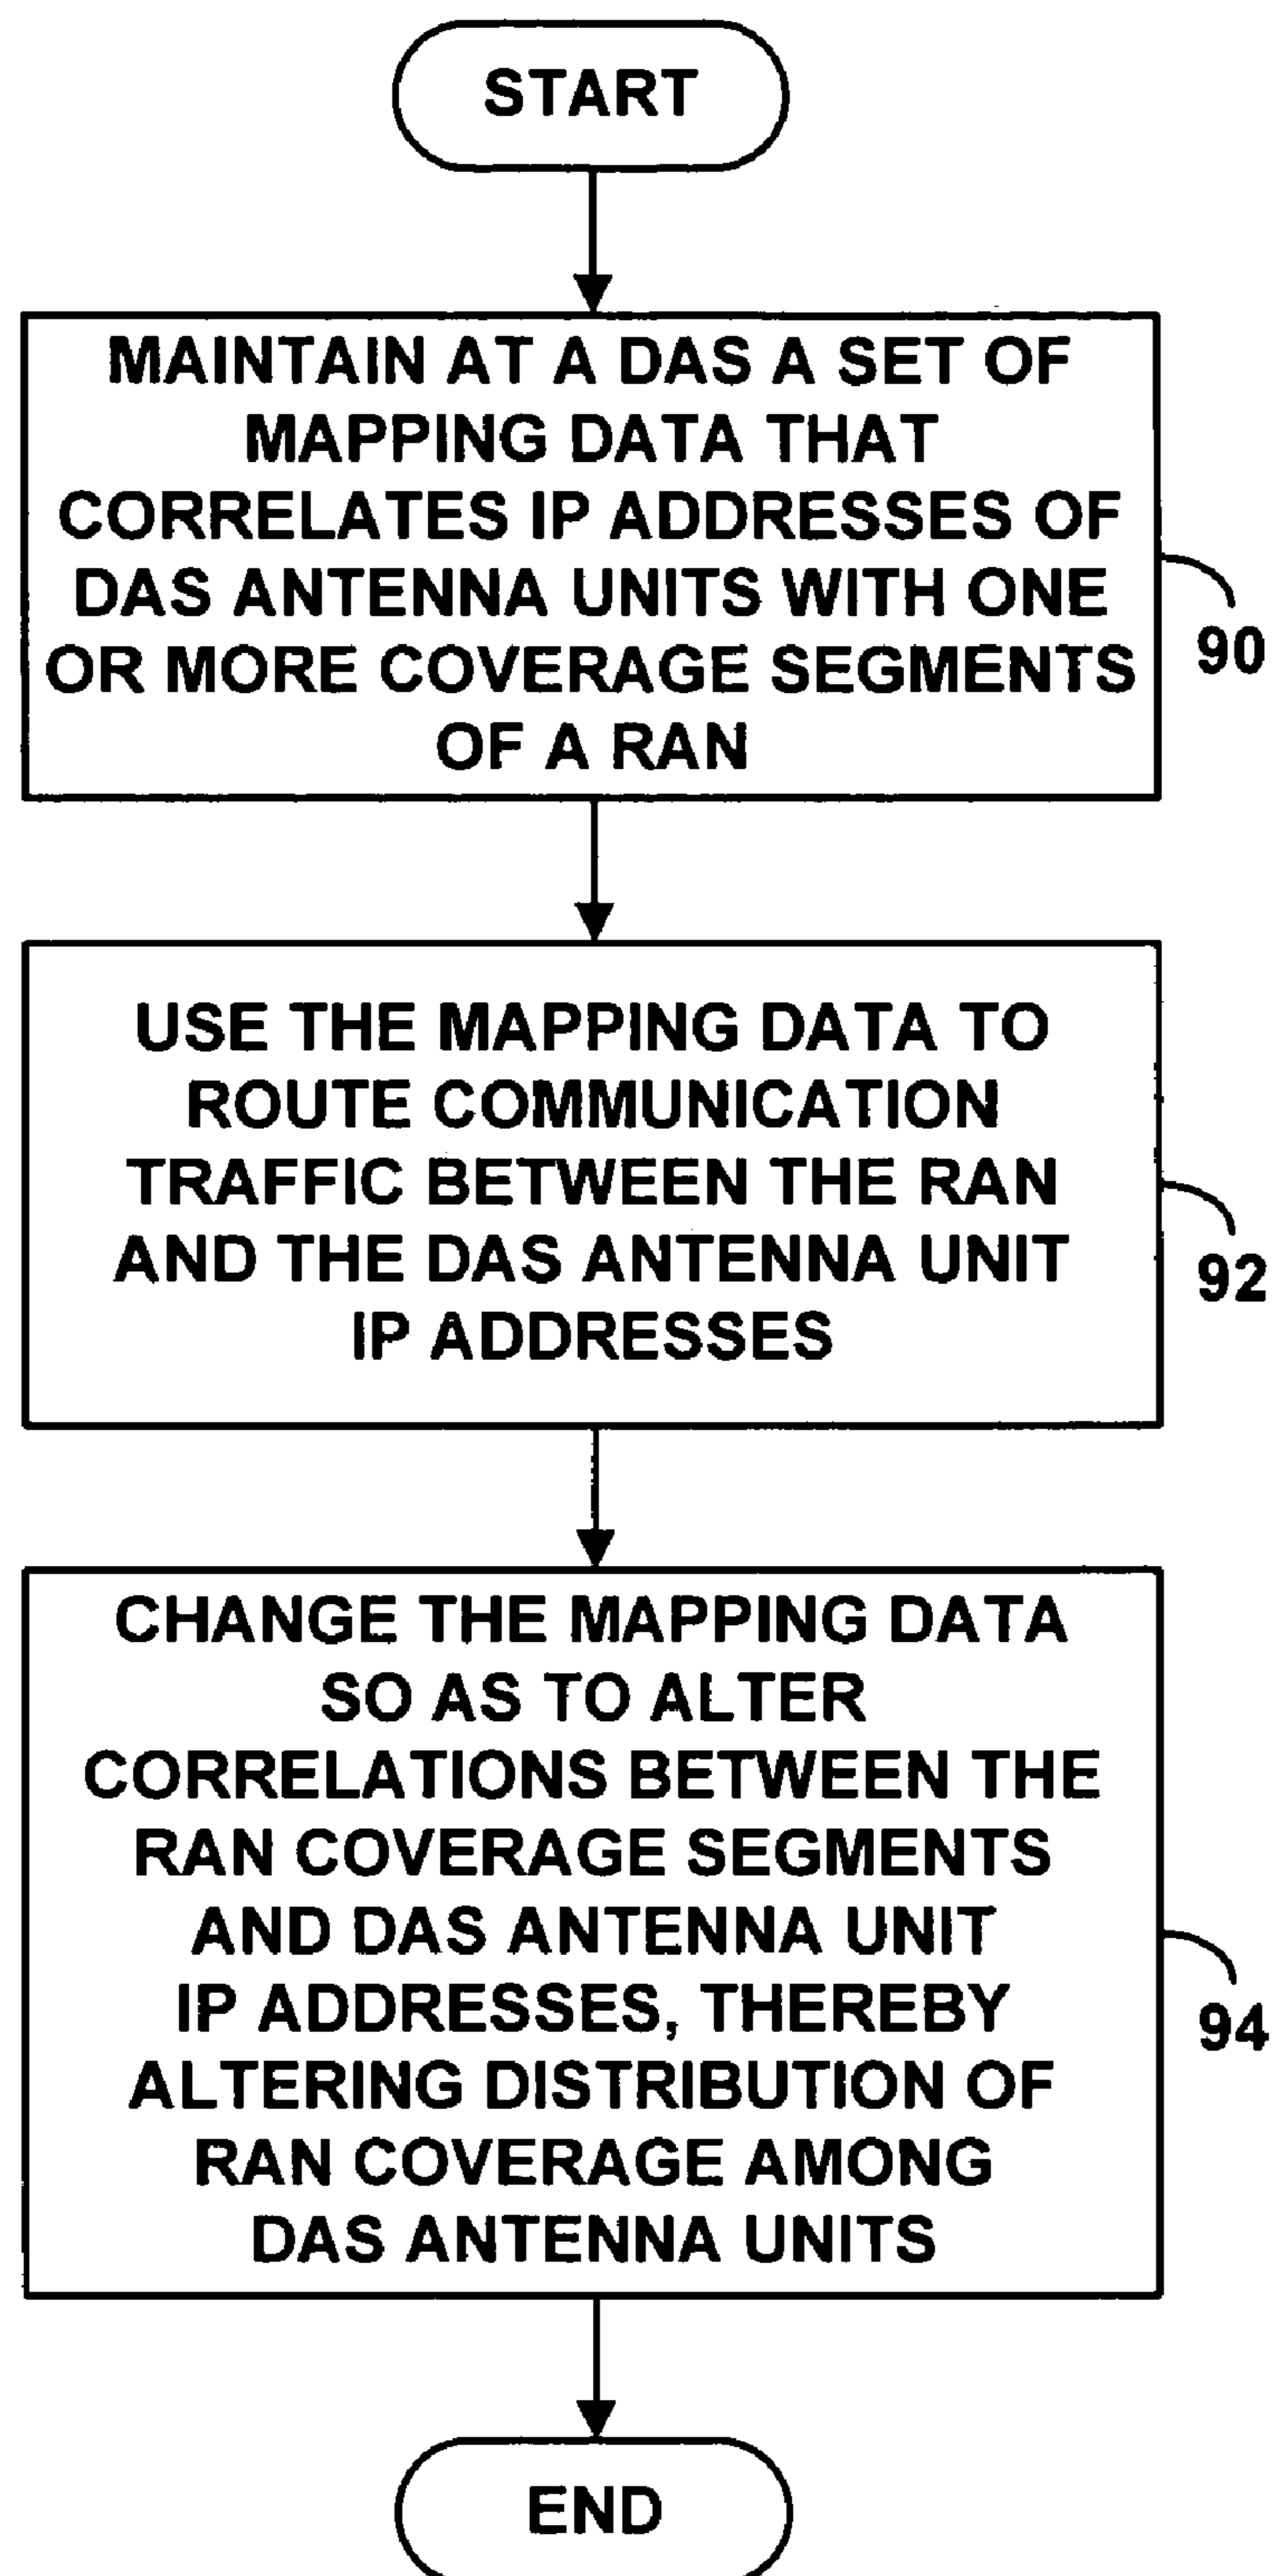 START
MAINTAIN AT A DAS A SET OF
MAPPING DATA THAT
CORRELATES IP ADDRESSES OF
DAS ANTENNA UNITS WITH ONE
OR MORE COVERAGE SEGMENTS
OF A RAN
90
USE THE MAPPING DATA TO
ROUTE COMMUNICATION
TRAFFIC BETWEEN THE RAN
AND THE DAS ANTENNA UNIT
IP ADDRESSES
92
CHANGE THE MAPPING DATA
SO AS TO ALTER
CORRELATIONS BETWEEN THE
RAN COVERAGE SEGMENTS
AND DAS ANTENNA UNIT
IP ADDRESSES, THEREBY
ALTERING DISTRIBUTION OF
RAN COVERAGE AMONG
DAS ANTENNA UNITS
94
END